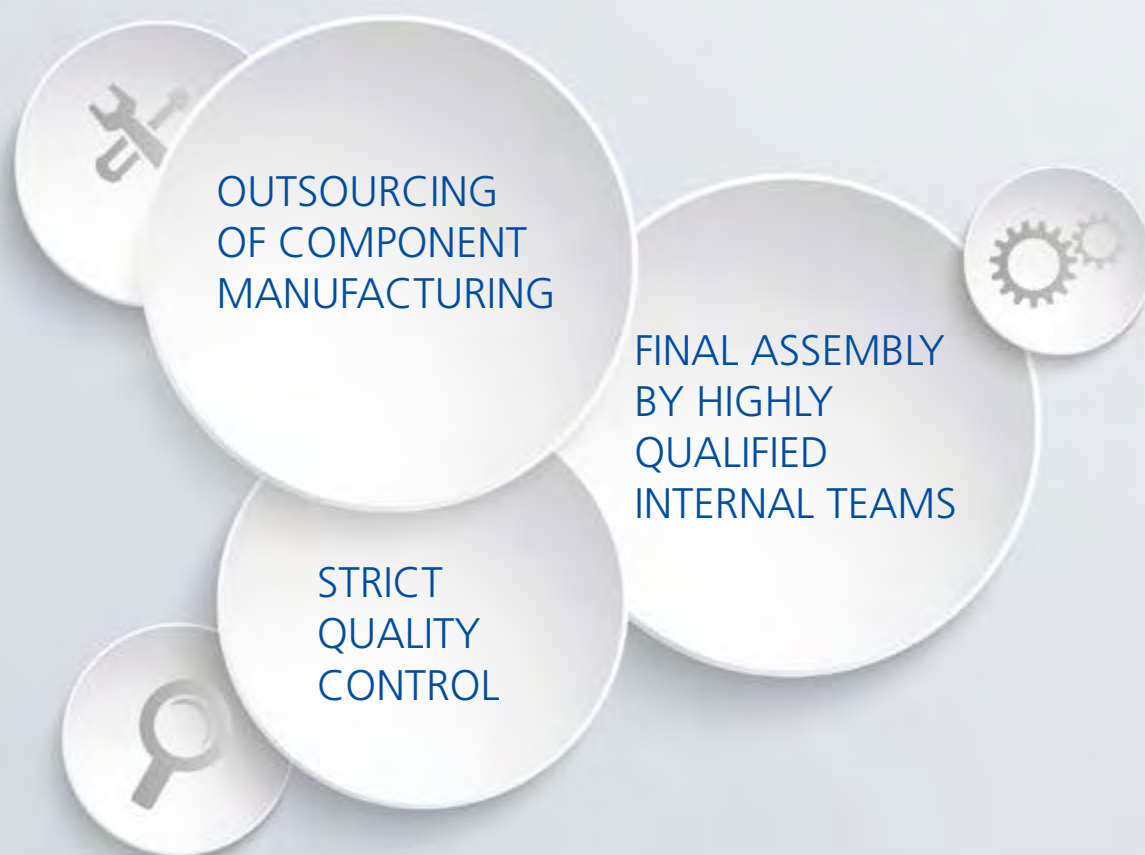 OUTSOURCING
OF COMPONENT
MANUFACTURING
FINAL ASSEMBLY
BY HIGHLY
QUALIFIED
INTERNAL TEAMS
STRICT
QUALITY
CONTROL